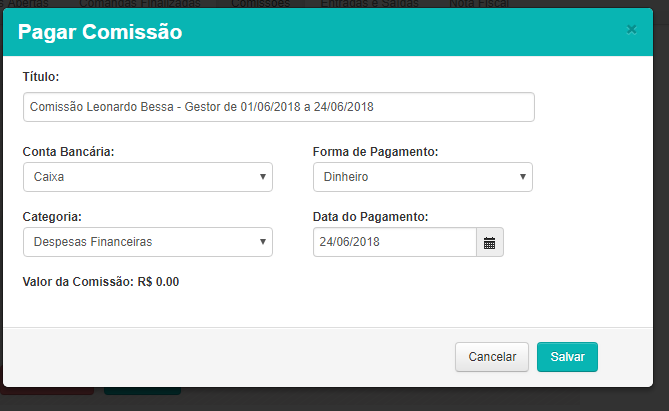 s Abertas Comandas Finalizadas Comissões Entradas e Saídas Nota Fiscal
Pagar Comissão ×
Título:
Comissão Leonardo Bessa - Gestor de 01/06/2018 a 24/06/2018
Conta Bancária: Forma de Pagamento:
Caixa Dinheiro
Categoria: Data do Pagamento:
Despesas Financeiras 24/06/2018
Valor da Comissão: R$ 0.00
Cancelar Salvar